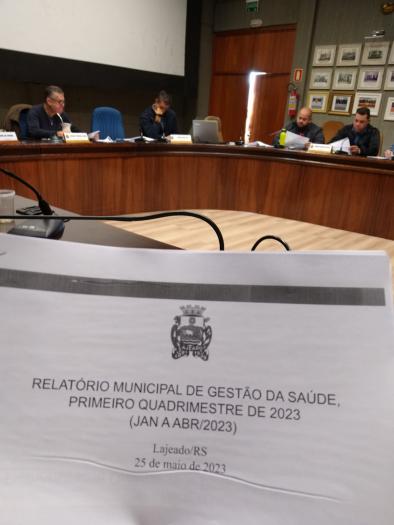 RELATÓRIO MUNICIPAL DE GESTÃO DA SAÚDE,
PRIMEIRO QUADRIMESTRE DE 2023
(JAN A ABR/2023)
Lajeado/RS
25 de maio de 2023